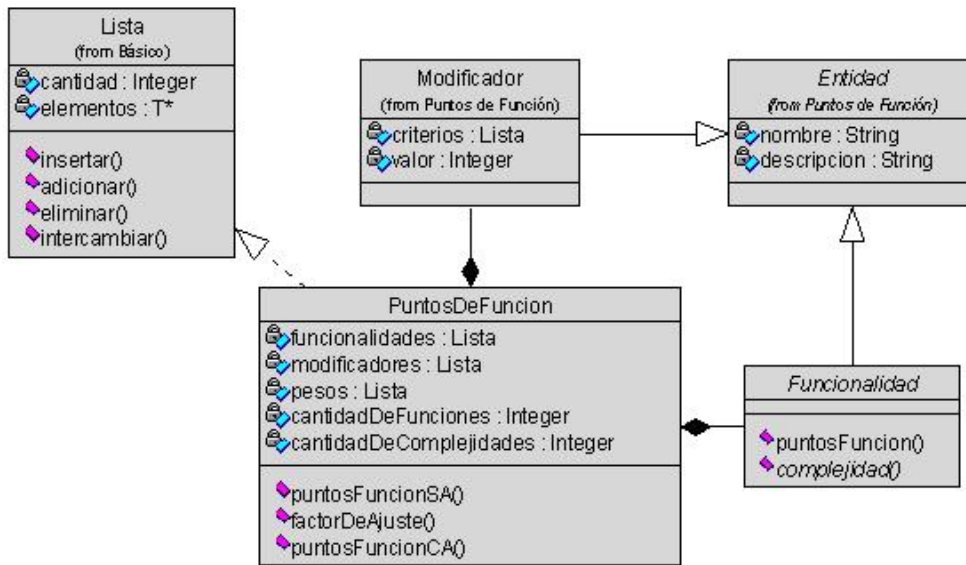 Lista
(from Básico)
cantidad : Integer
elementos : T*
insertar()
adicionar()
eliminar()
intercambiar()
Modificador
(from Puntos de Función)
criterios : Lista
valor : Integer
Entidad
(from Puntos de Función)
nombre : String
descripcion : String
PuntosDeFuncion
funcionalidades : Lista
modificadores : Lista
pesos : Lista
cantidadDeFunciones : Integer
cantidadDeComplejidades : Integer
puntosFuncionSA()
factorDeAjuste()
puntosFuncionCA()
Funcionalidad
puntosFuncion()
complejidad()